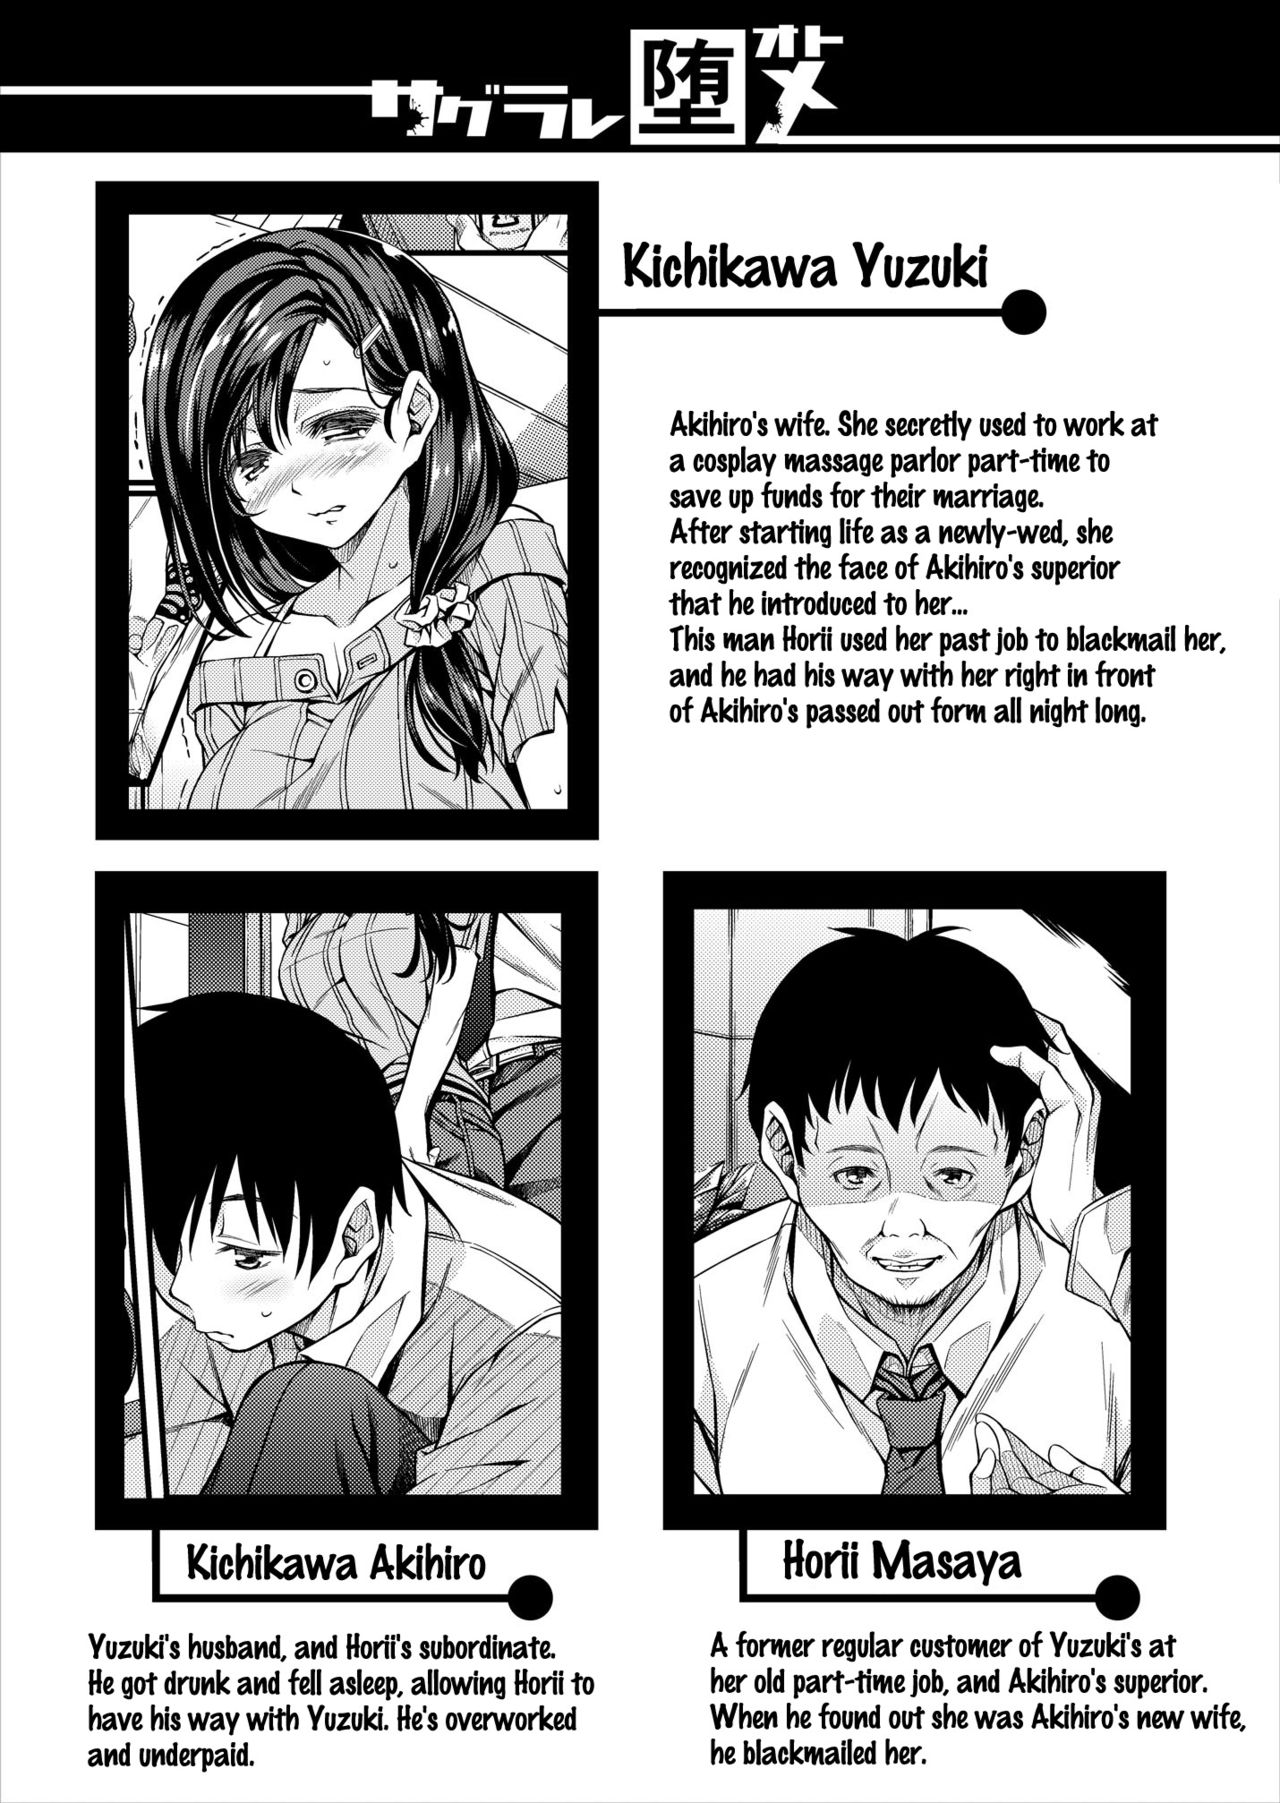 サグラレ堕オトメ
Kichikawa Yuzuki
Akihiro's wife. She secretly used to work at
a cosplay massage parlor part-time to
save up funds for their marriage.
After starting life as a newly-wed, she
recognized the face of Akihiro's superior
that he introduced to her...
This man Horii used her past job to blackmail her,
and he had his way with her right in front
of Akihiro's passed out form all night long.
Kichikawa Akihiro
Yuzuki's husband, and Horii's subordinate.
He got drunk and fell asleep, allowing Horii to
have his way with Yuzuki. He's overworked
and underpaid.
Horii Masaya
A former regular customer of Yuzuki's at
her old part-time job, and Akihiro's superior.
When he found out she was Akihiro's new wife,
he blackmailed her.